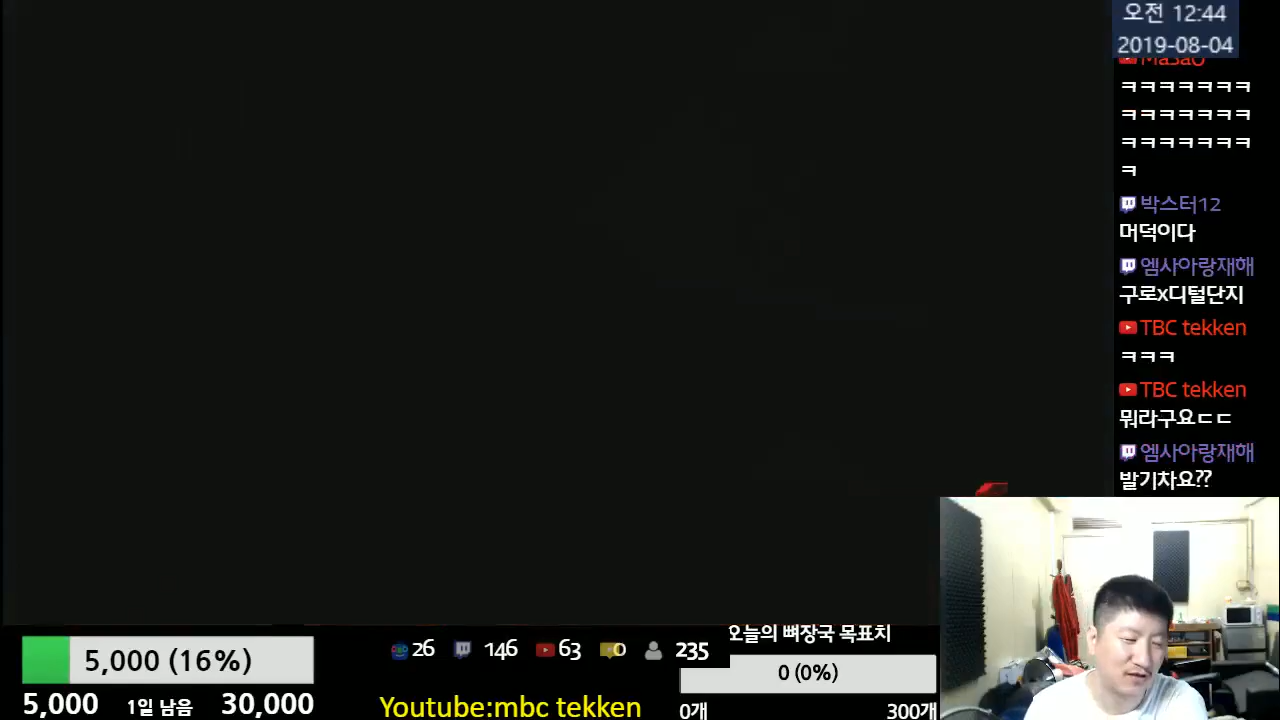 오전 12:44
2019-08-04
MaSaO
ㅋㅋㅋㅋㅋㅋㅋ
ㅋㅋㅋㅋㅋㅋㅋ
ㅋㅋㅋㅋㅋㅋㅋ
ㅋ
박스터12
머덕이다
엠사아랑재해
구로x디털단지
TBC tekken
ㅋㅋㅋ
TBC tekken
뭐라구요ㄷㄷ
엠사아랑재해
발기차요??
5,000 (16%)
5,000 1일 남음 30,000
26 146 63 0 235
Youtube:mbc tekken
오늘의 뼈장국 목표치
0 (0%)
0개 300개